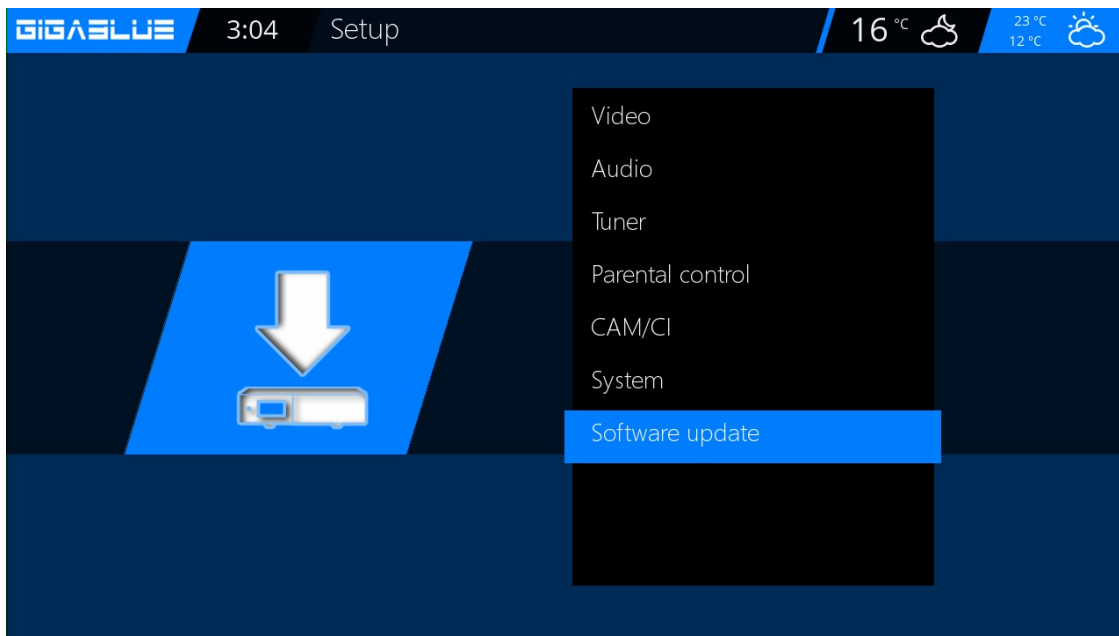 GIGABLUE 3:04 Setup 16 °C 23 °C
12 °C
Video
Audio
Tuner
Parental control
CAM/CI
System
Software update